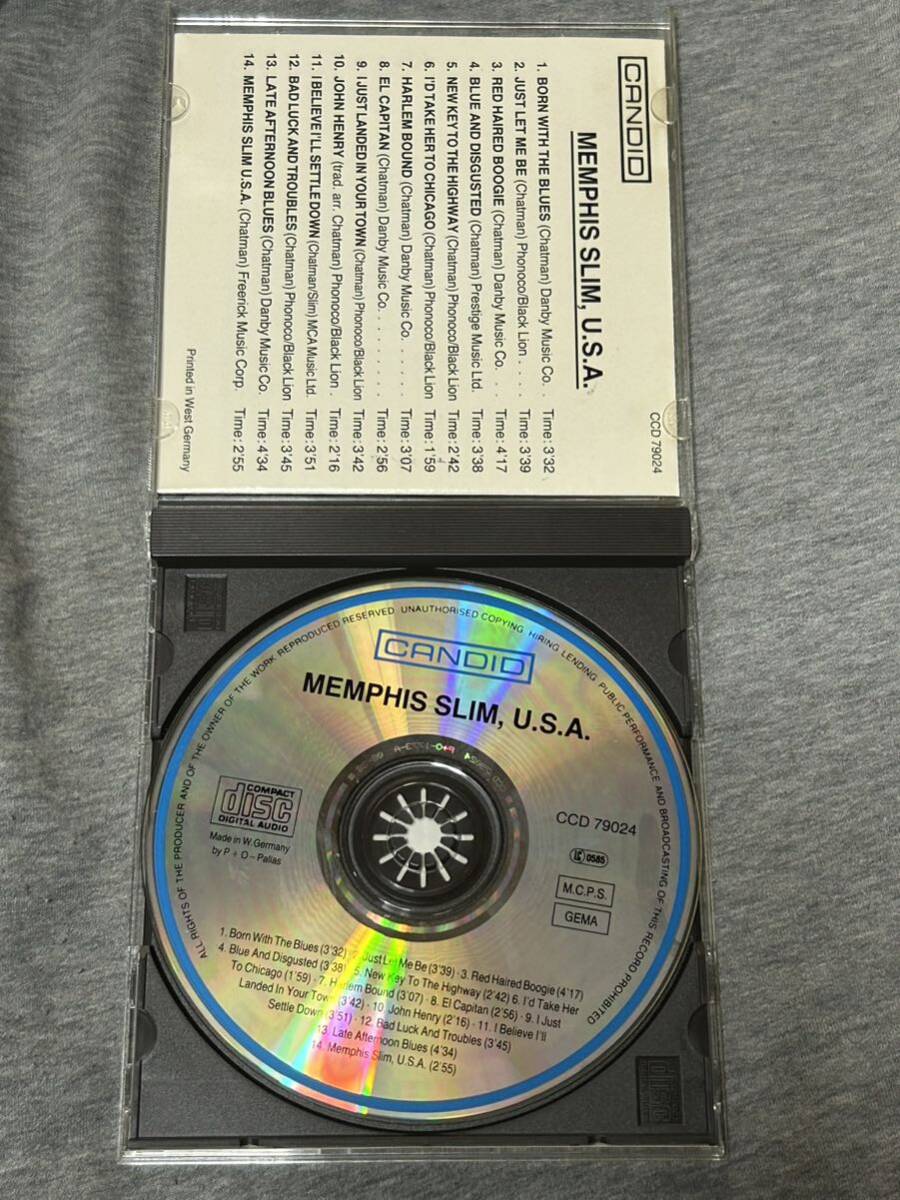 CANDID
CCD 79024
MEMPHIS SLIM, U.S.A.
1. BORN WITH THE BLUES (Chatman) Danby Music Co. . Time: 3'32
2. JUST LET ME BE (Chatman) Phonoco/Black Lion . . . . Time: 3'39
3. RED HAIRED BOOGIE (Chatman) Danby Music Co. . . Time: 4'17
4. BLUE AND DISGUSTED (Chatman) Prestige Music Ltd. Time: 3'38
5. NEW KEY TO THE HIGHWAY (Chatman) Phonoco/Black Lion Time: 2'42
6. I'D TAKE HER TO CHICAGO (Chatman) Phonoco/Black Lion Time: 1'59
7. HARLEM BOUND (Chatman) Danby Music Co. . . . . . Time: 3'07
8. EL CAPITAN (Chatman) Danby Music Co. . . . . . . . Time: 2'56
9. I JUST LANDED IN YOUR TOWN (Chatman) Phonoco/Black Lion Time: 3'42
10. JOHN HENRY (trad. arr. Chatman) Phonoco/Black Lion . Time: 2'16
11. I BELIEVE I'LL SETTLE DOWN (Chatman/Slim) MCA Music Ltd. Time: 3'51
12. BAD LUCK AND TROUBLES (Chatman) Phonoco/Black Lion Time: 3'45
13. LATE AFTERNOON BLUES (Chatman) Danby Music Co. Time: 4'34
14. MEMPHIS SLIM U.S.A. (Chatman) Freerick Music Corp. Time: 2'55
Printed in West Germany
ALL RIGHTS OF THE PRODUCER AND OF THE OWNER OF THE WORK REPRODUCED RESERVED. UNAUTHORISED COPYING, HIRING, LENDING, PUBLIC PERFORMANCE AND BROADCASTING OF THIS RECORD PROHIBITED
CANDID
MEMPHIS SLIM, U.S.A.
COMPACT
disc
DIGITAL AUDIO
Made in W. Germany
by P + O - Pallas
CCD 79024
LC 0585
M.C.P.S.
GEMA
1. Born With The Blues (3'32) · 2. Just Let Me Be (3'39) · 3. Red Haired Boogie (4'17)
4. Blue And Disgusted (3'38) · 5. New Key To The Highway (2'42) 6. I'd Take Her
To Chicago (1'59) · 7. Harlem Bound (3'07) · 8. El Capitan (2'56) · 9. I Just
Landed In Your Town (3'42) · 10. John Henry (2'16) · 11. I Believe I'll
Settle Down (3'51) · 12. Bad Luck And Troubles (3'45)
13. Late Afternoon Blues (4'34)
14. Memphis Slim, U.S.A. (2'55)
disc